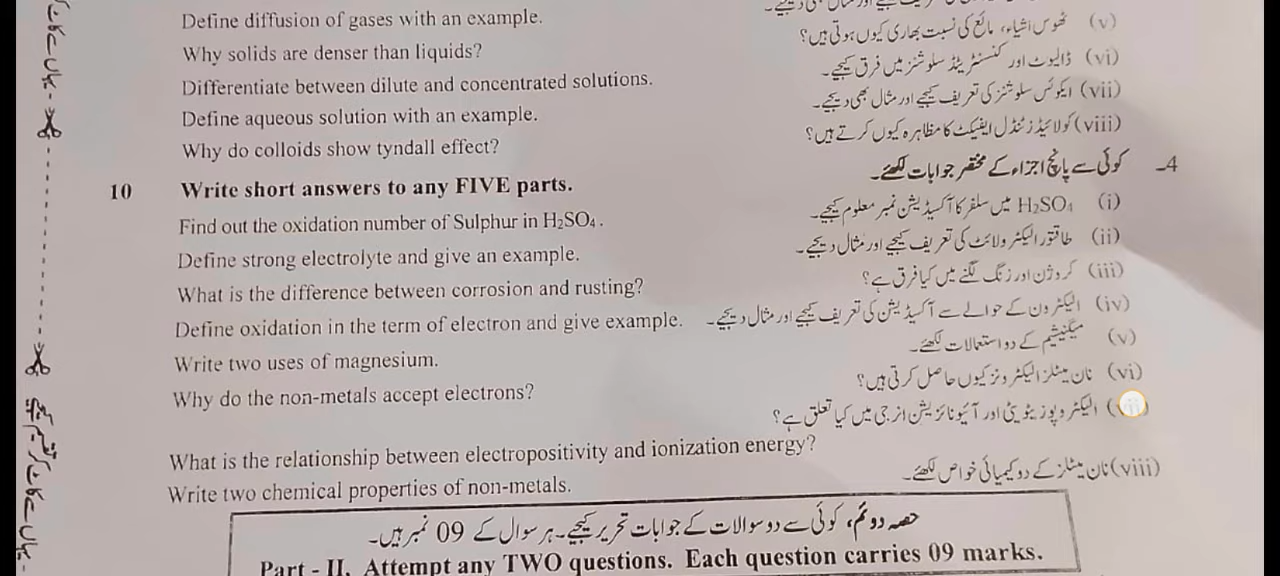 Define diffusion of gases with an example.
Why solids are denser than liquids? (v) ٹھوس اشیاء، مائع کی نسبت بھاری کیوں ہوتی ہیں؟
Differentiate between dilute and concentrated solutions. (vi) ڈائلیوٹ اور کنسنٹریٹڈ سلوشنز میں فرق کیجیے۔
Define aqueous solution with an example. (vii) ایکوئس سلوشنز کی تعریف کیجیے اور مثال بھی دیجیے۔
Why do colloids show tyndall effect? (viii) کولائیڈز ٹنڈل ایفیکٹ کا مظاہرہ کیوں کرتے ہیں؟
10 Write short answers to any FIVE parts. 4۔ کوئی سے پانچ اجزاء کے مختصر جوابات لکھئے۔
Find out the oxidation number of Sulphur in H₂SO₄. (i) H₂SO₄ میں سلفر کا آکسیڈیشن نمبر معلوم کیجیے۔
Define strong electrolyte and give an example. (ii) طاقتور الیکٹرولائٹ کی تعریف کیجیے اور مثال دیجیے۔
What is the difference between corrosion and rusting? (iii) کروژن اور زنگ لگنے میں کیا فرق ہے؟
Define oxidation in the term of electron and give example. (iv) الیکٹرون کے حوالے سے آکسیڈیشن کی تعریف کیجیے اور مثال دیجیے۔
Write two uses of magnesium. (v) میگنیشیم کے دو استعمالات لکھئے۔
Why do the non-metals accept electrons? (vi) نان میٹلز الیکٹرونز کیوں حاصل کرتی ہیں؟
(vii) الیکٹروپوزیٹویٹی اور آئیونائزیشن انرجی میں کیا تعلق ہے؟
What is the relationship between electropositivity and ionization energy?
Write two chemical properties of non-metals. (viii) نان میٹلز کے دو کیمیائی خواص لکھئے۔
حصہ دوئم، کوئی سے دو سوالات کے جوابات تحریر کیجیے۔ ہر سوال کے 09 نمبر ہیں۔
Part - II, Attempt any TWO questions. Each question carries 09 marks.